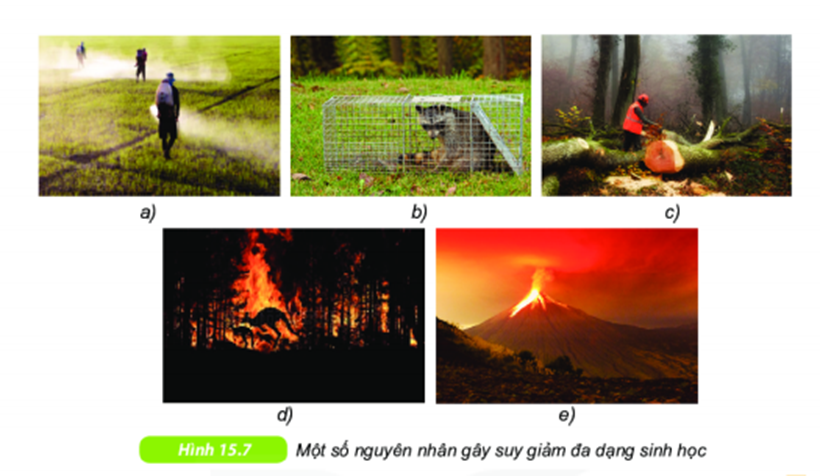 a)
b)
c)
d)
e)
Hình 15.7 Một số nguyên nhân gây suy giảm đa dạng sinh học